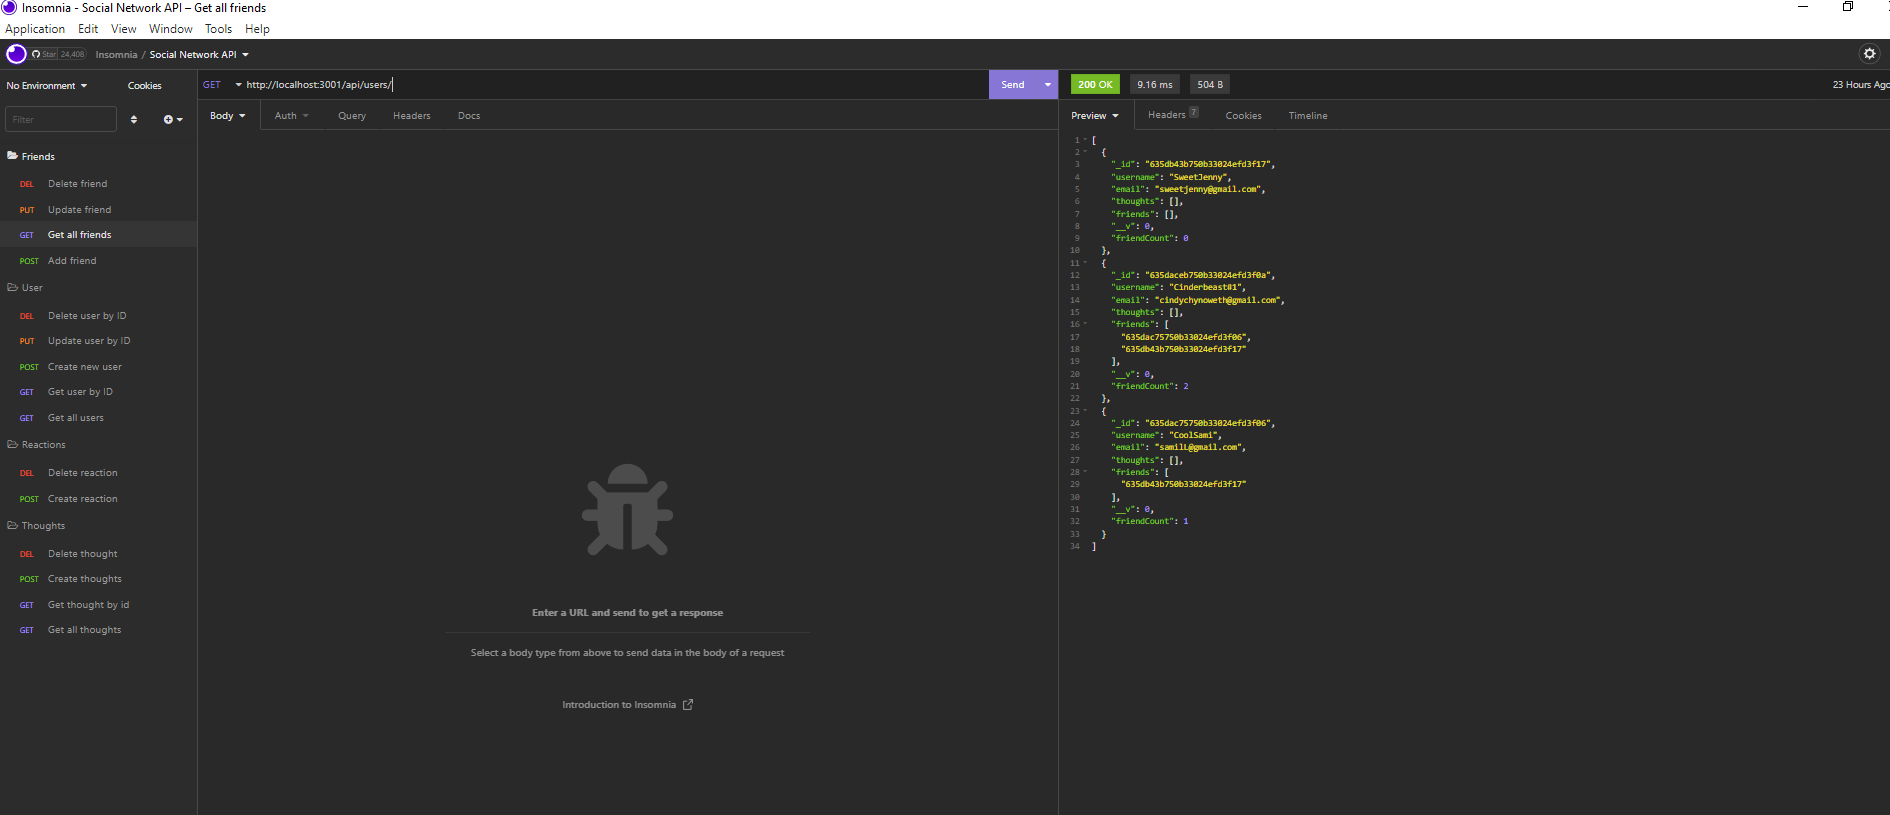 Insomnia - Social Network API – Get all friends
Application Edit View Window Tools Help
Star 24,408 Insomnia / Social Network API
No Environment Cookies
Filter
Friends
DEL Delete friend
PUT Update friend
GET Get all friends
POST Add friend
User
DEL Delete user by ID
PUT Update user by ID
POST Create new user
GET Get user by ID
GET Get all users
Reactions
DEL Delete reaction
POST Create reaction
Thoughts
DEL Delete thought
POST Create thoughts
GET Get thought by id
GET Get all thoughts
GET http://localhost:3001/api/users/ Send
Body Auth Query Headers Docs
Enter a URL and send to get a response
Select a body type from above to send data in the body of a request
Introduction to Insomnia
200 OK 9.16 ms 504 B 23 Hours Ago
Preview Headers 7 Cookies Timeline
1 [
2 {
3 "_id": "635db43b750b33024efd3f17",
4 "username": "SweetJenny",
5 "email": "sweetjenny@gmail.com",
6 "thoughts": [],
7 "friends": [],
8 "__v": 0,
9 "friendCount": 0
10 },
11 {
12 "_id": "635daceb750b33024efd3f0a",
13 "username": "Cinderbeast#1",
14 "email": "cindychynoweth@gmail.com",
15 "thoughts": [],
16 "friends": [
17 "635dac75750b33024efd3f06",
18 "635db43b750b33024efd3f17"
19 ],
20 "__v": 0,
21 "friendCount": 2
22 },
23 {
24 "_id": "635dac75750b33024efd3f06",
25 "username": "CoolSami",
26 "email": "samilL@gmail.com",
27 "thoughts": [],
28 "friends": [
29 "635db43b750b33024efd3f17"
30 ],
31 "__v": 0,
32 "friendCount": 1
33 }
34 ]